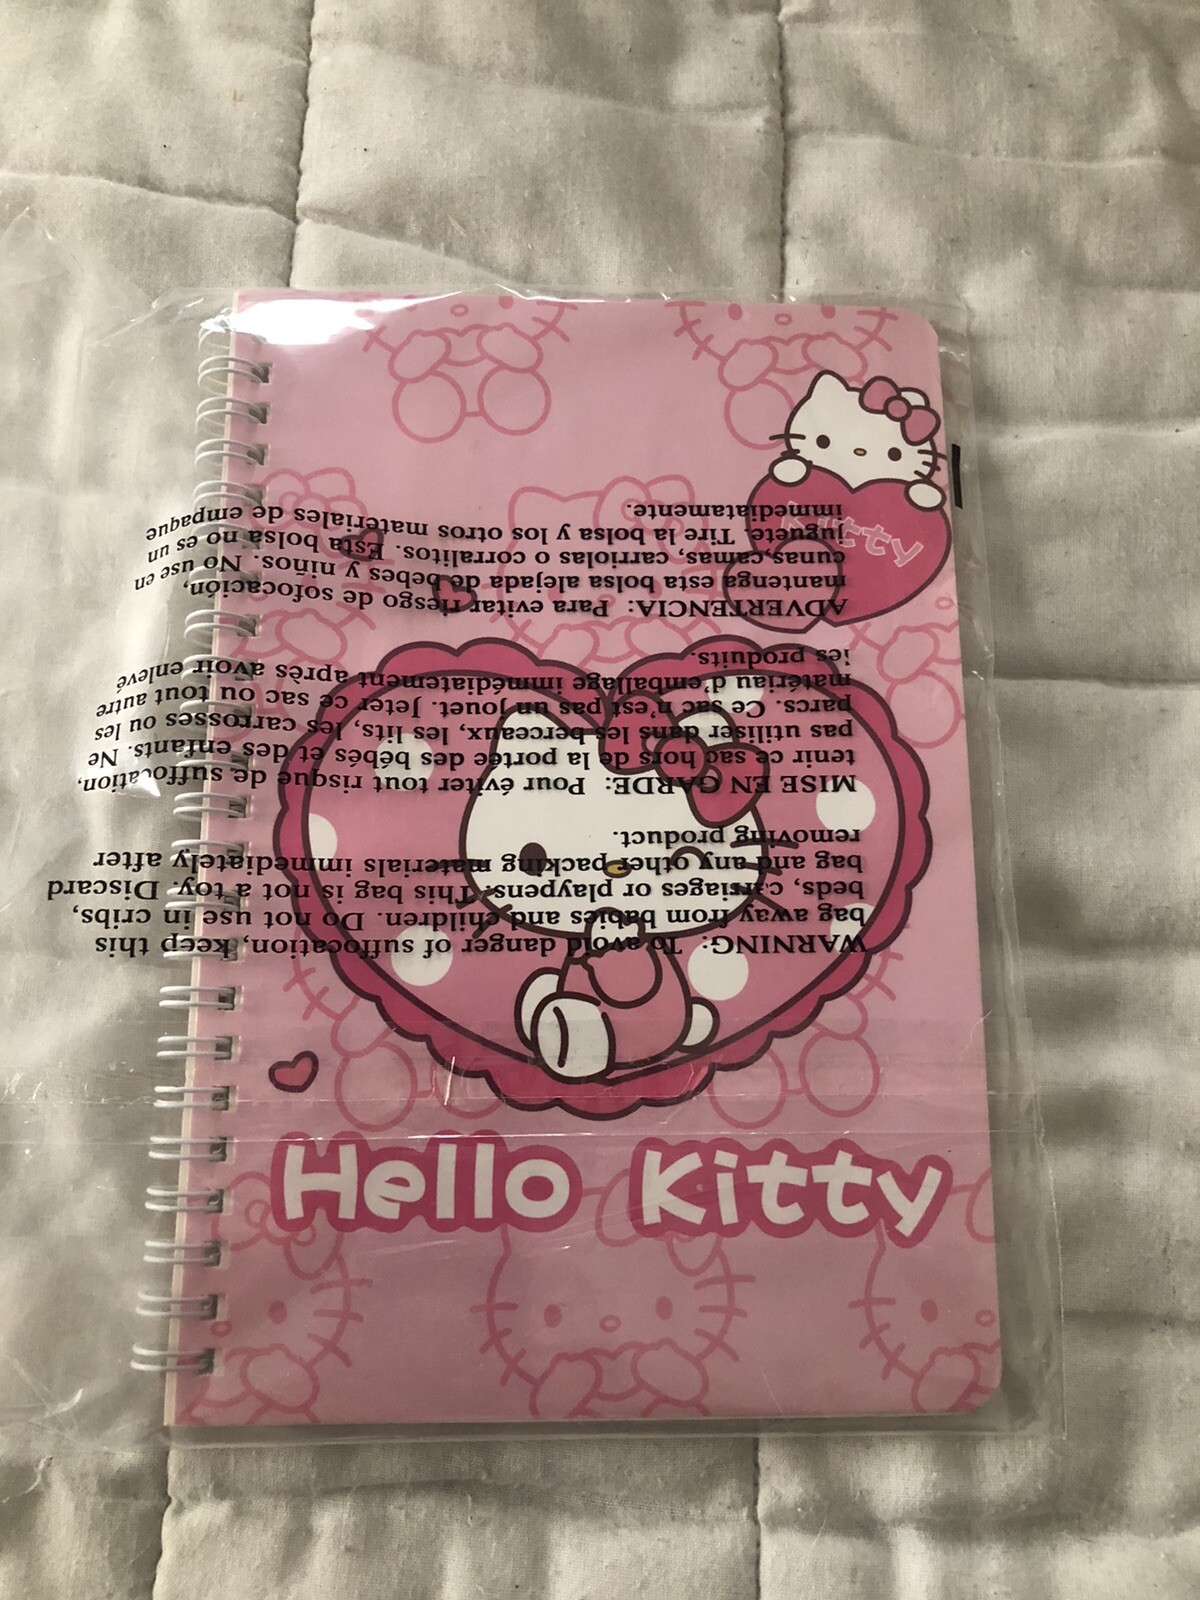 WARNING: To avoid danger of suffocation, keep this
bag away from babies and children. Do not use in cribs,
beds, carriages or playpens. This bag is not a toy. Discard
bag and any other packing materials immediately after
removing product.
MISE EN GARDE: Pour éviter tout risque de suffocation,
tenir ce sac hors de la portée des bébés et des enfants. Ne
pas utiliser dans les berceaux, les lits, les carrosses ou les
parcs. Ce sac n'est pas un jouet. Jeter ce sac ou tout autre
matériau d'emballage immédiatement après avoir enlevé
les produits.
ADVERTENCIA: Para evitar riesgo de sofocación,
mantenga esta bolsa alejada de bebes y niños. No use en
cunas, camas, carriolas o corralitos. Esta bolsa no es un
juguete. Tire la bolsa y los otros materiales de empaque
immediatamente.
Kitty
Hello Kitty